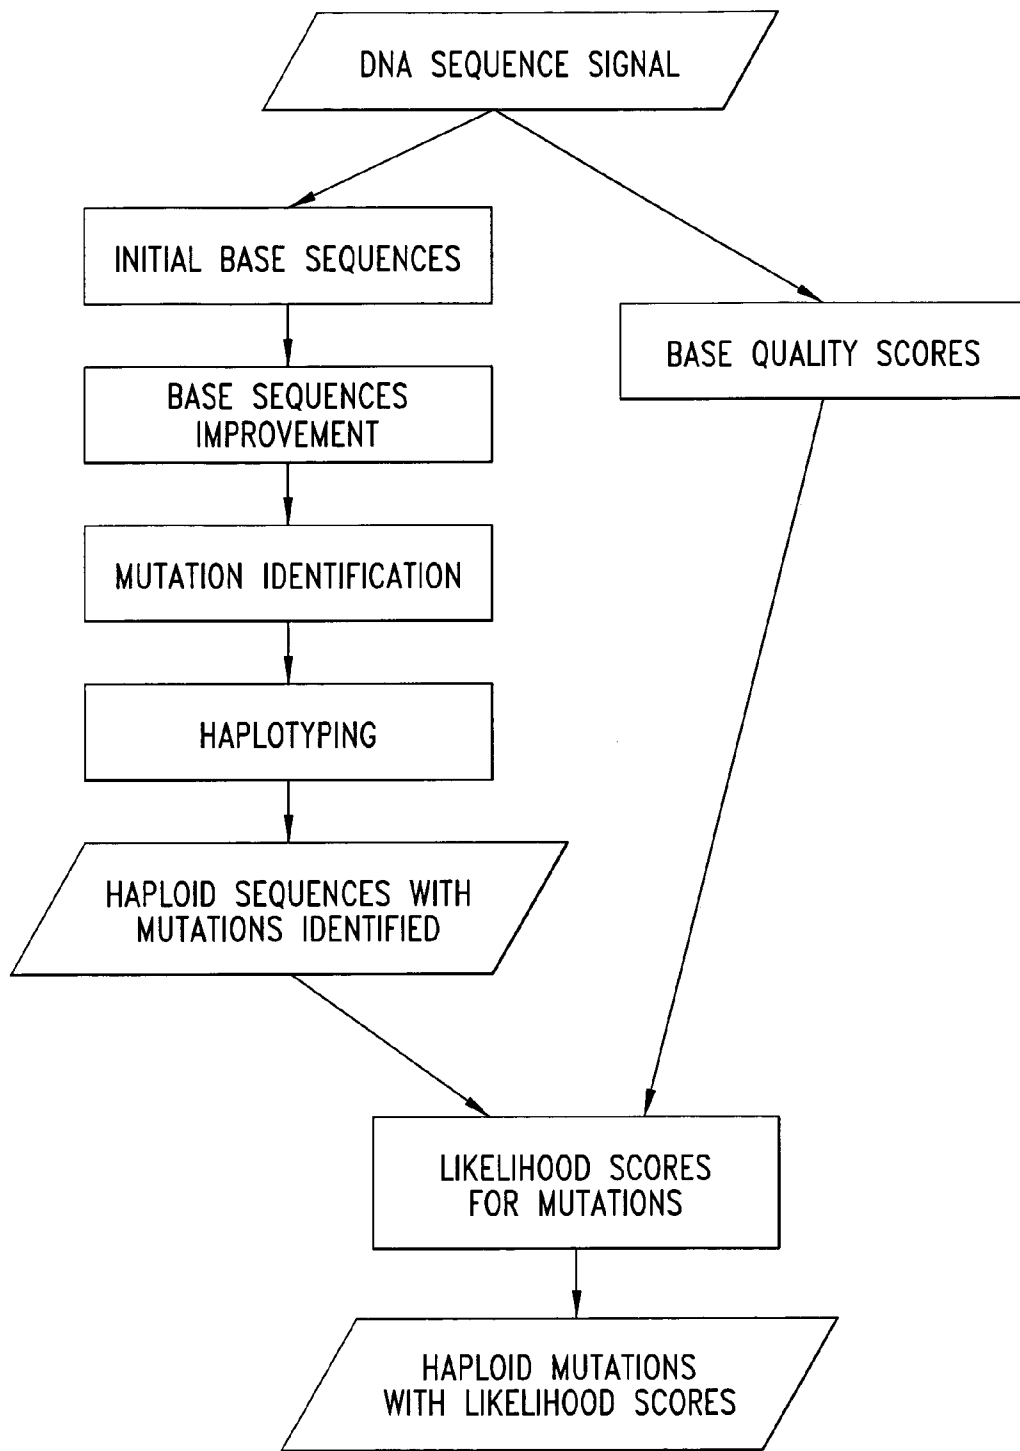 DNA SEQUENCE SIGNAL
INITIAL BASE SEQUENCES
BASE QUALITY SCORES
BASE SEQUENCES
IMPROVEMENT
MUTATION IDENTIFICATION
HAPLOTYPING
HAPLOID SEQUENCES WITH
MUTATIONS IDENTIFIED
LIKELIHOOD SCORES
FOR MUTATIONS
HAPLOID MUTATIONS
WITH LIKELIHOOD SCORES